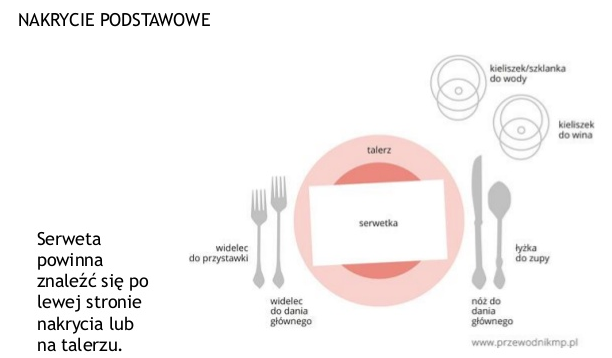 NAKRYCIE PODSTAWOWE
kieliszek/szklanka
do wody
kieliszek
do wina
talerz
serwetka
widelec
do przystawki
widelec
do dania
głównego
nóż do
dania
głównego
łyżka
do zupy
Serweta
powinna
znaleźć się po
lewej stronie
nakrycia lub
na talerzu.
www.przewodnikmp.pl